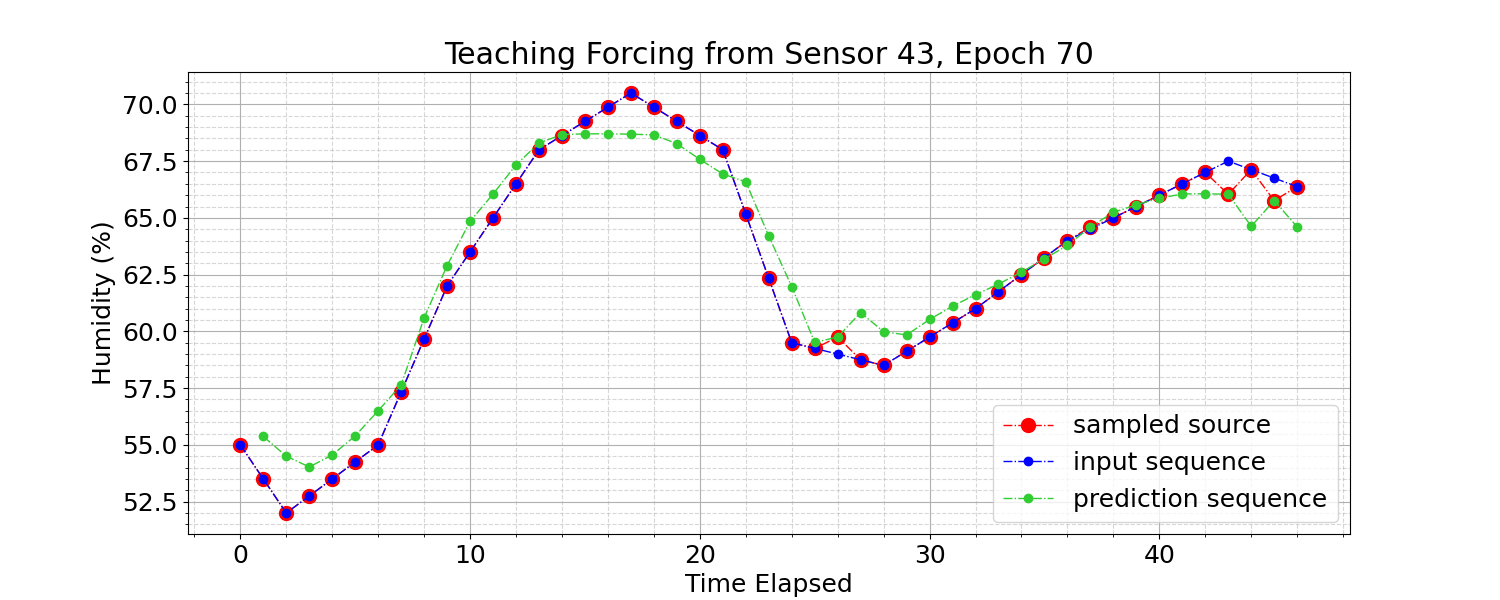 Teaching Forcing from Sensor 43, Epoch 70
Humidity (%)
70.0
67.5
65.0
62.5
60.0
57.5
55.0
52.5
sampled source
input sequence
prediction sequence
0 10 20 30 40
Time Elapsed